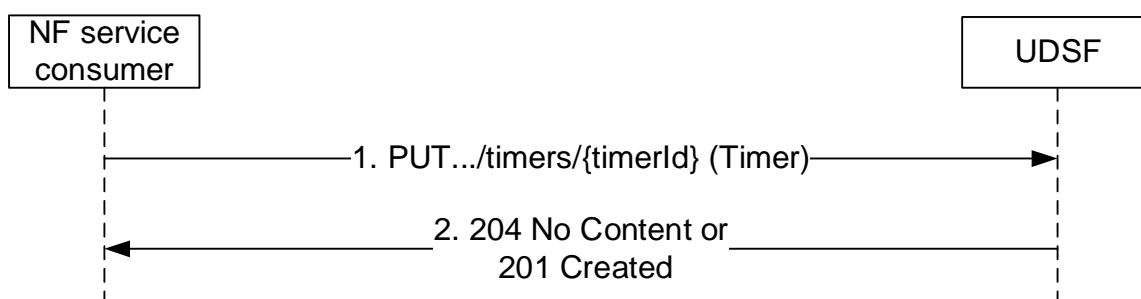 NF service
consumer
UDSF
1. PUT.../timers/{timerId} (Timer)
2. 204 No Content or
201 Created